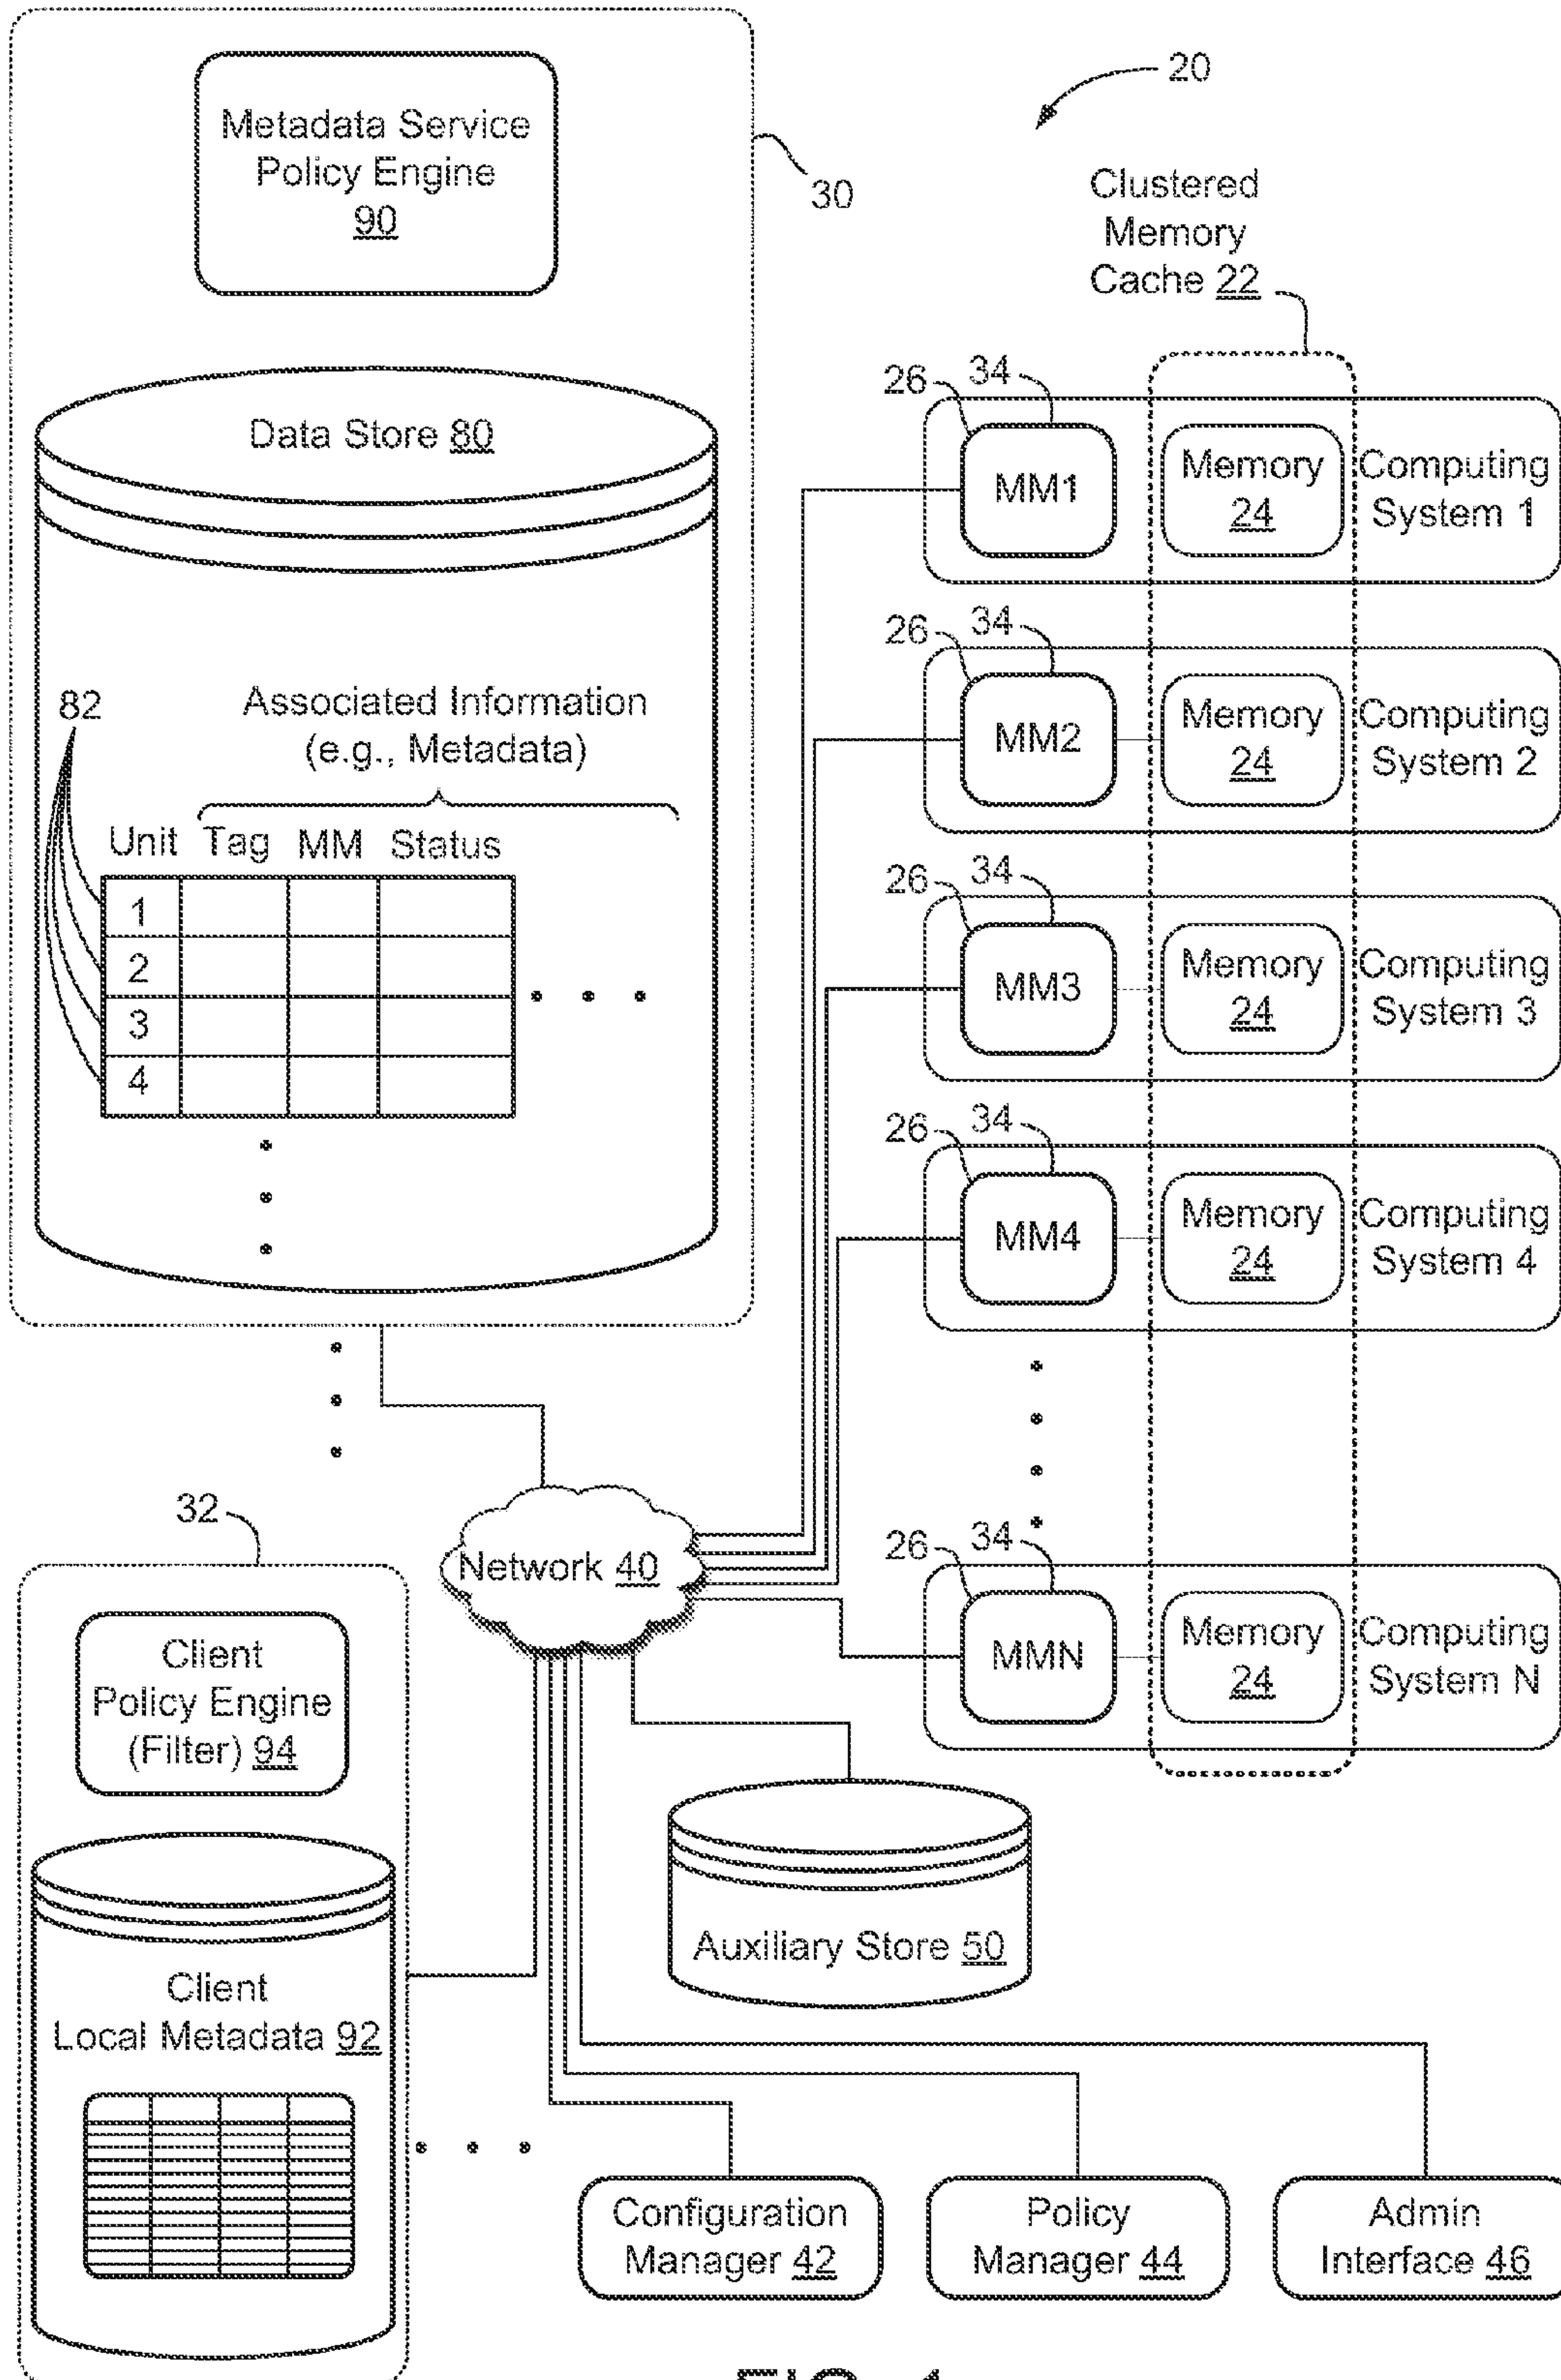 20
Metadata Service
Policy Engine
90
30
Clustered
Memory
Cache 22
Data Store 80
82
Associated Information
(e.g., Metadata)
Unit Tag MM Status
1
2
3
4
26 34
MM1
Memory
24
Computing
System 1
26 34
MM2
Memory
24
Computing
System 2
26 34
MM3
Memory
24
Computing
System 3
26 34
MM4
Memory
24
Computing
System 4
26 34
MMN
Memory
24
Computing
System N
Network 40
32
Client
Policy Engine
(Filter) 94
Client
Local Metadata 92
Auxiliary Store 50
Configuration
Manager 42
Policy
Manager 44
Admin
Interface 46
FIG. 1